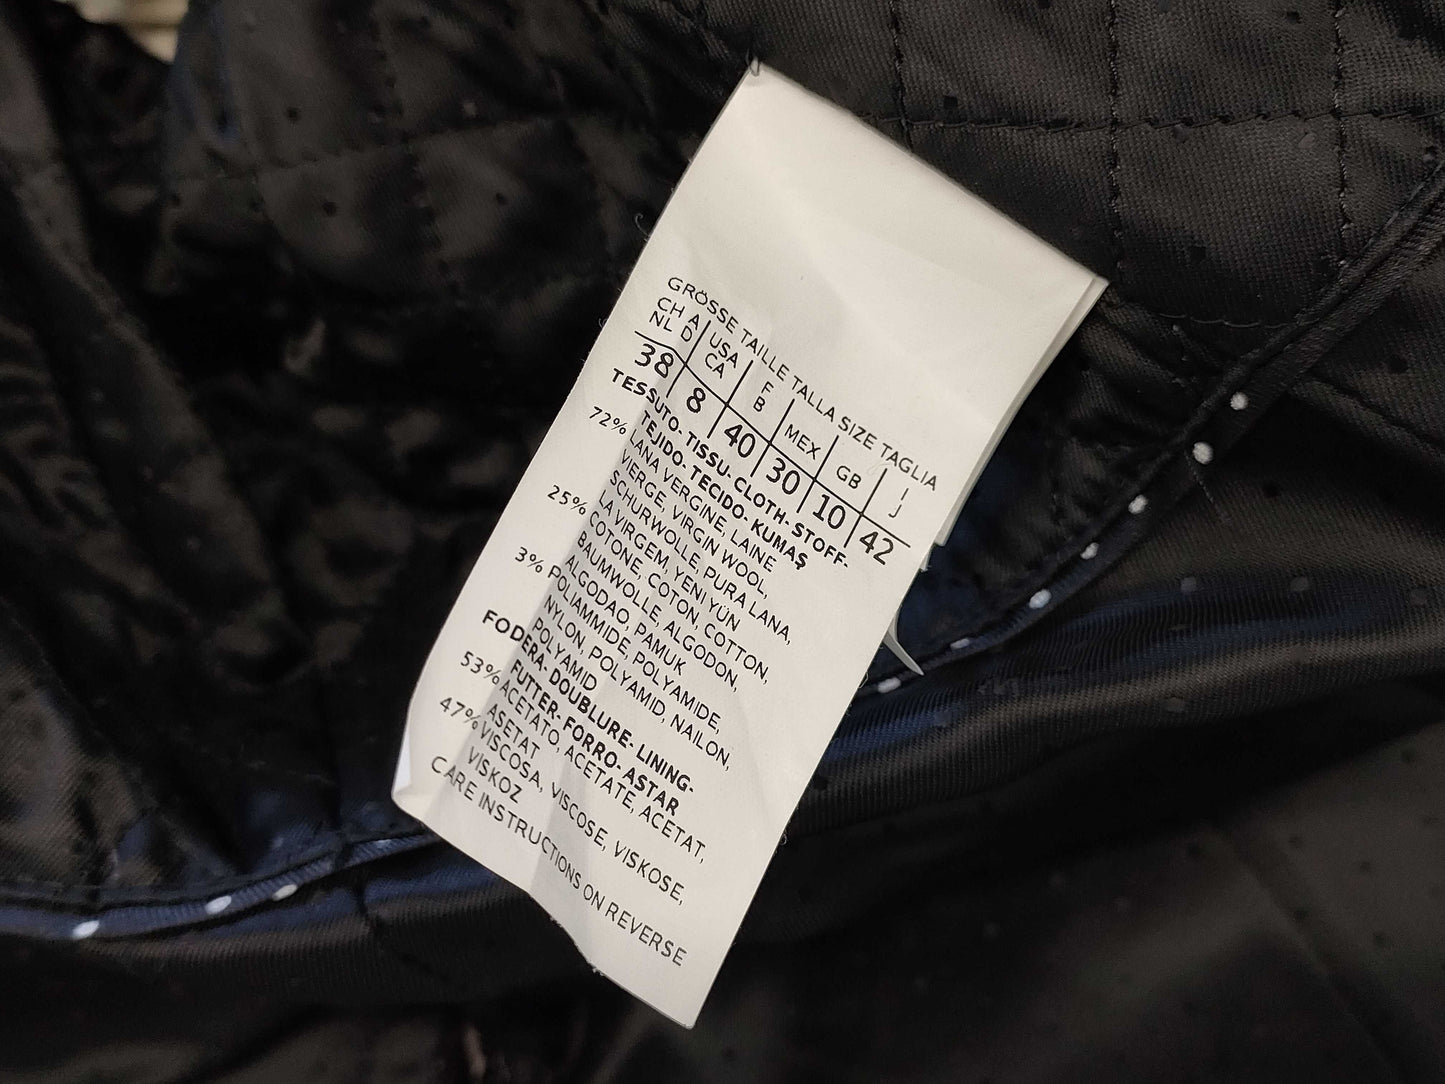 GRÖSSE TAILLE TALLA SIZE TAGLIA
CH A USA F MEX GB I
NL D CA B J
38 8 40 30 10 42
TESSUTO- TISSU- CLOTH- STOFF-
TEJIDO- TECIDO- KUMAŞ
72% LANA VERGINE, LAINE
VIERGE, VIRGIN WOOL,
SCHURWOLLE, PURA LANA,
LA VIRGEM, YENI YÜN
25% COTONE, COTON, COTTON,
BAUMWOLLE, ALGODON,
ALGODAO, PAMUK
3% POLIAMMIDE, POLYAMIDE,
NYLON, POLYAMID, NAILON,
POLYAMID
FODERA- DOUBLURE- LINING-
FUTTER- FORRO- ASTAR
53% ACETATO, ACETATE, ACETAT,
ASETAT
47% VISCOSA, VISCOSE, VISKOSE,
VISKOZ
CARE INSTRUCTIONS ON REVERSE